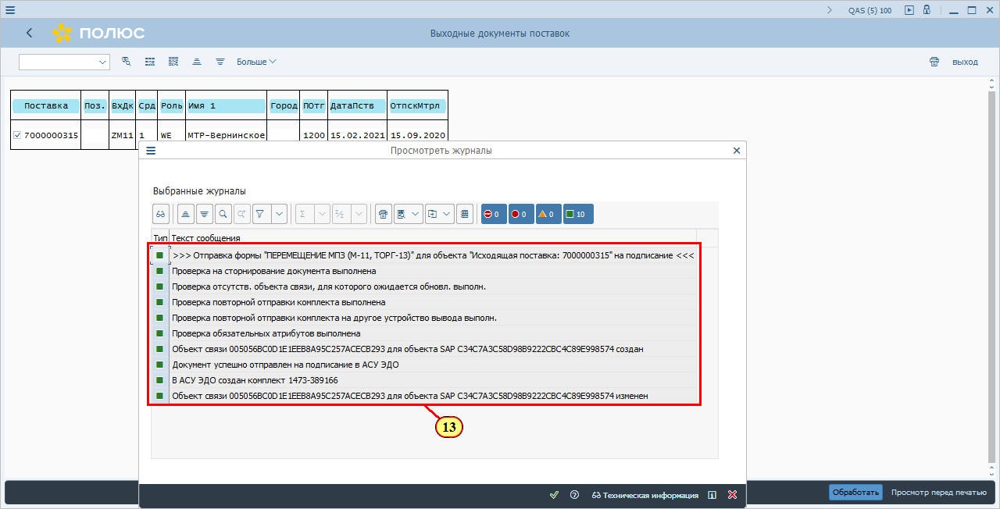 QAS (5) 100
ПОЛЮС
Выходные документы поставок
Больше
выход
Поставка Поз. ВхДк Срд Роль Имя 1 Город ПОтг ДатаПств ОтпскМтрл
7000000315 ZM11 1 WE МТР-Вернинское 1200 15.02.2021 15.09.2020
Просмотреть журналы
Выбранные журналы
0 0 0 10
Тип Текст сообщения
>>> Отправка формы "ПЕРЕМЕЩЕНИЕ МПЗ (М-11, ТОРГ-13)" для объекта "Исходящая поставка: 7000000315" на подписание <<<
Проверка на сторнирование документа выполнена
Проверка отсутств. объекта связи, для которого ожидается обновл. выполн.
Проверка повторной отправки комплекта выполнена
Проверка повторной отправки комплекта на другое устройство вывода выполн.
Проверка обязательных атрибутов выполнена
Объект связи 005056BC0D1E1EEB8A95C257ACECB293 для объекта SAP C34C7A3C58D98B9222CBC4C89E998574 создан
Документ успешно отправлен на подписание в АСУ ЭДО
В АСУ ЭДО создан комплект 1473-389166
Объект связи 005056BC0D1E1EEB8A95C257ACECB293 для объекта SAP C34C7A3C58D98B9222CBC4C89E998574 изменен
13
Техническая информация
Обработать Просмотр перед печатью